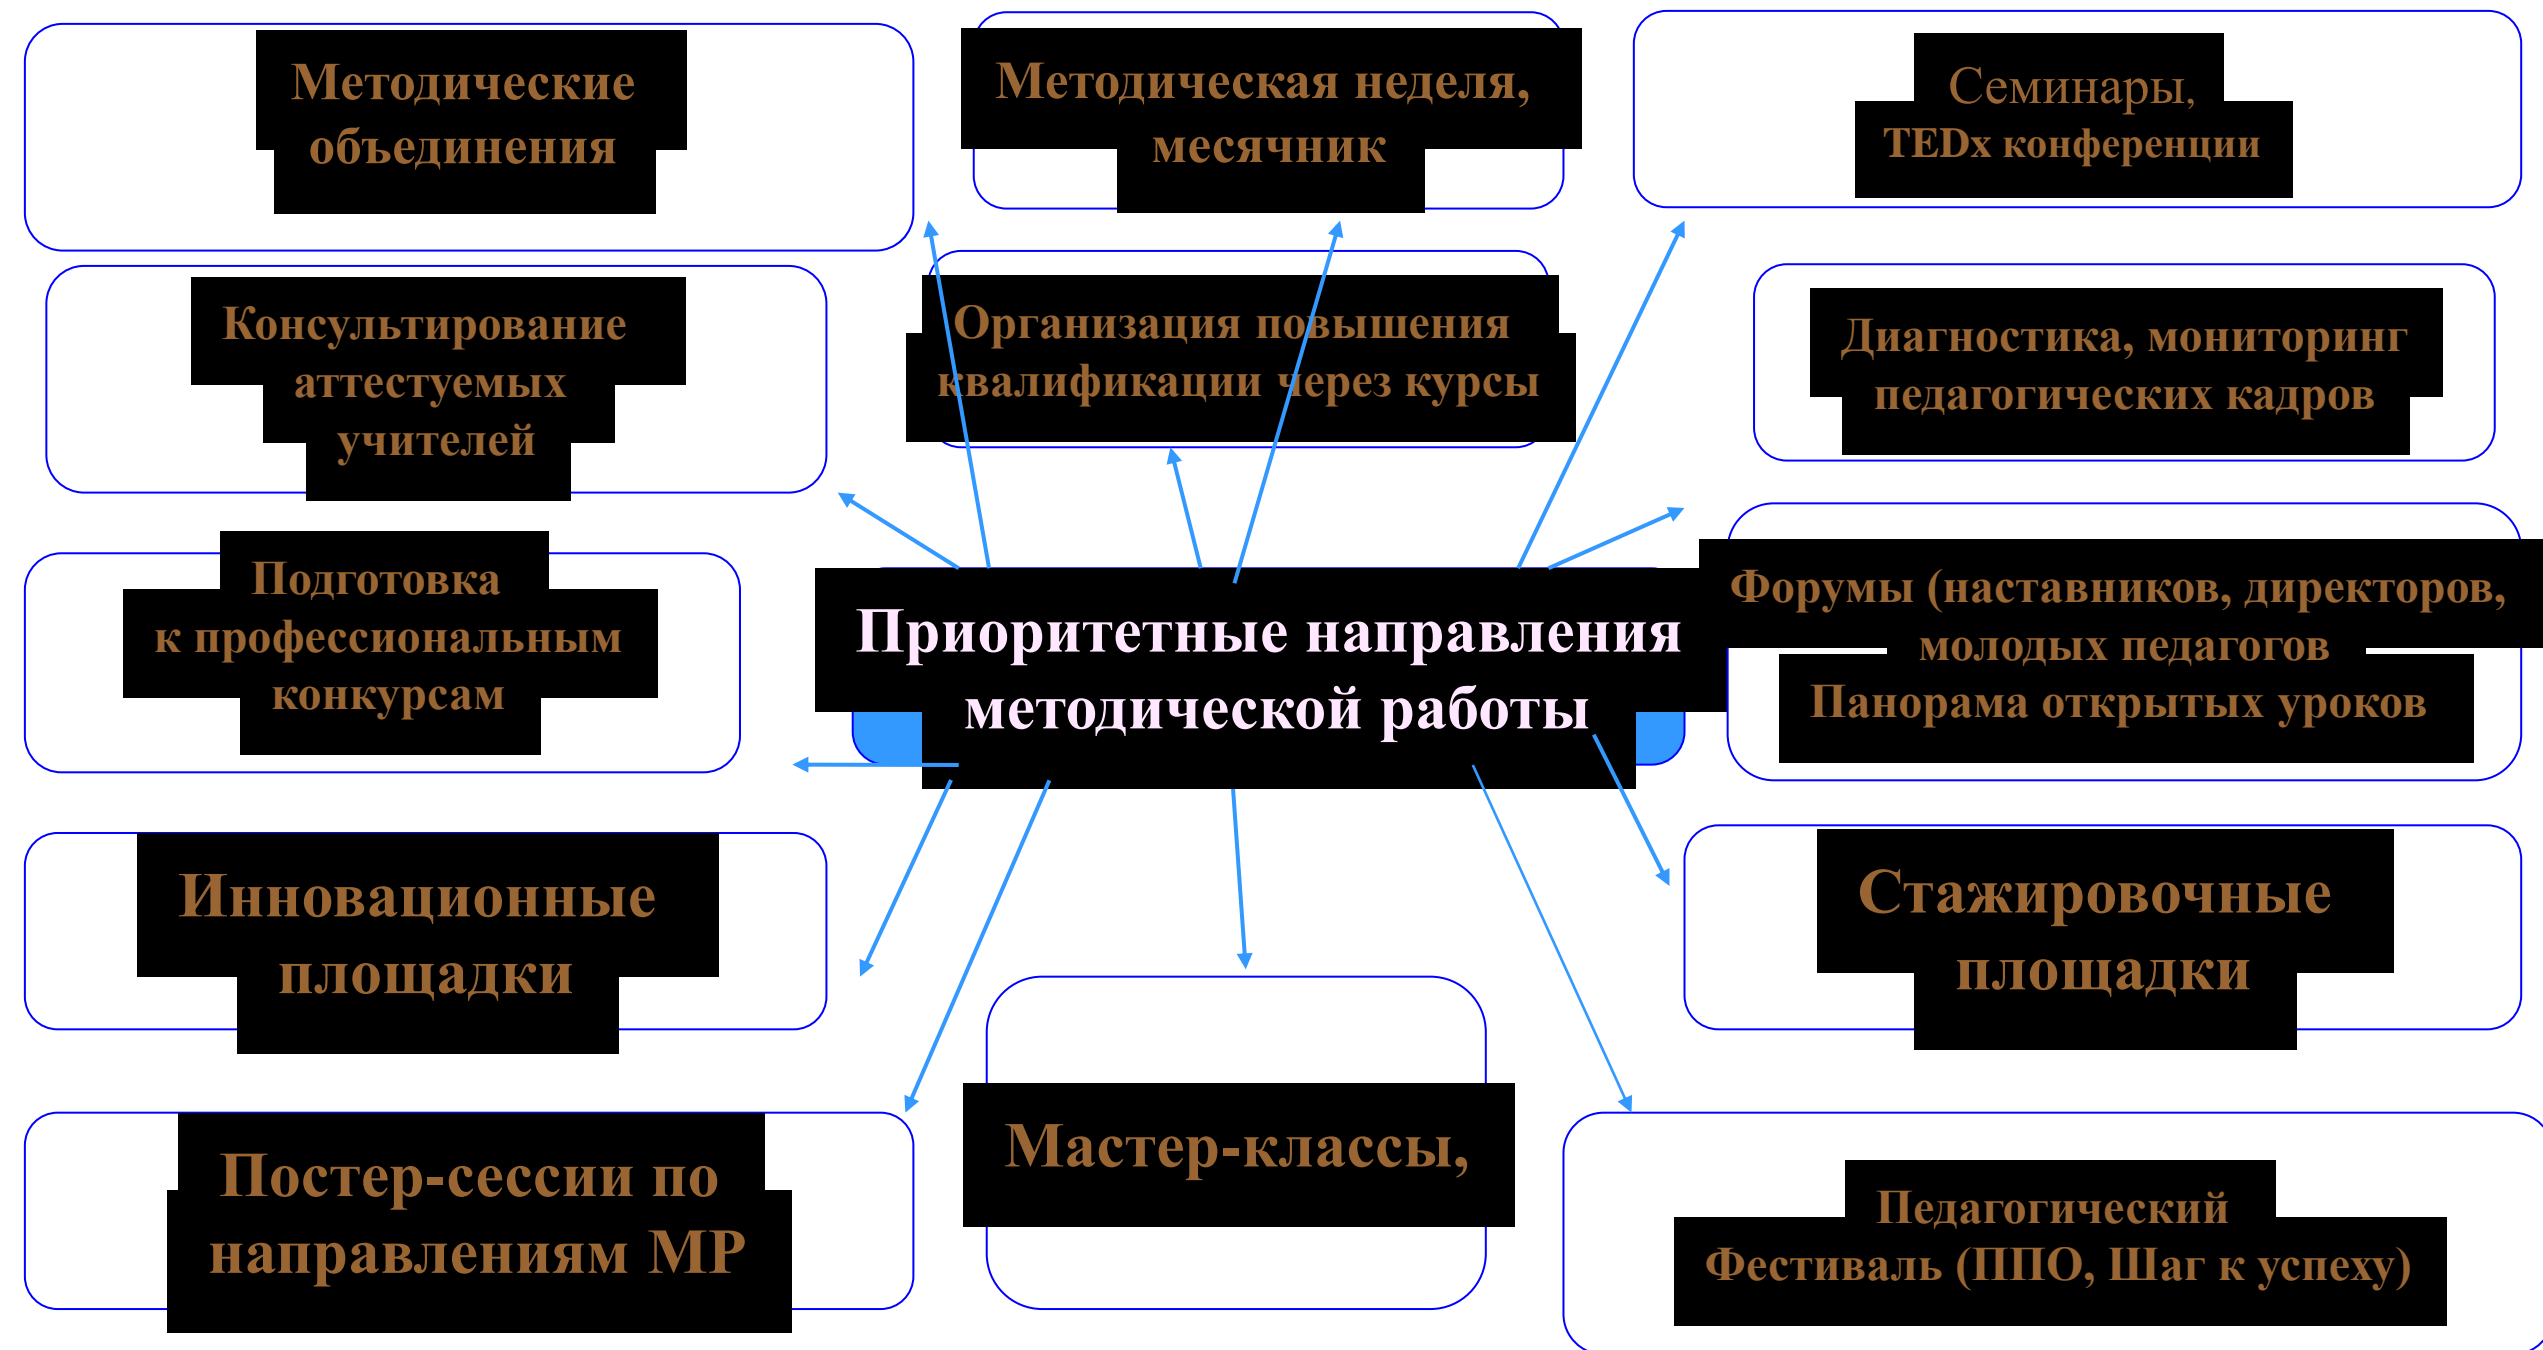 Методические
объединения
Методическая неделя,
месячник
Семинары,
TEDx конференции
Консультирование
аттестуемых
учителей
Организация повышения
квалификации через курсы
Диагностика, мониторинг
педагогических кадров
Подготовка
к профессиональным
конкурсам
Приоритетные направления
методической работы
Форумы (наставников, директоров,
молодых педагогов
Панорама открытых уроков
Инновационные
площадки
Стажировочные
площадки
Постер-сессии по
направлениям МР
Мастер-классы,
Педагогический
Фестиваль (ППО, Шаг к успеху)